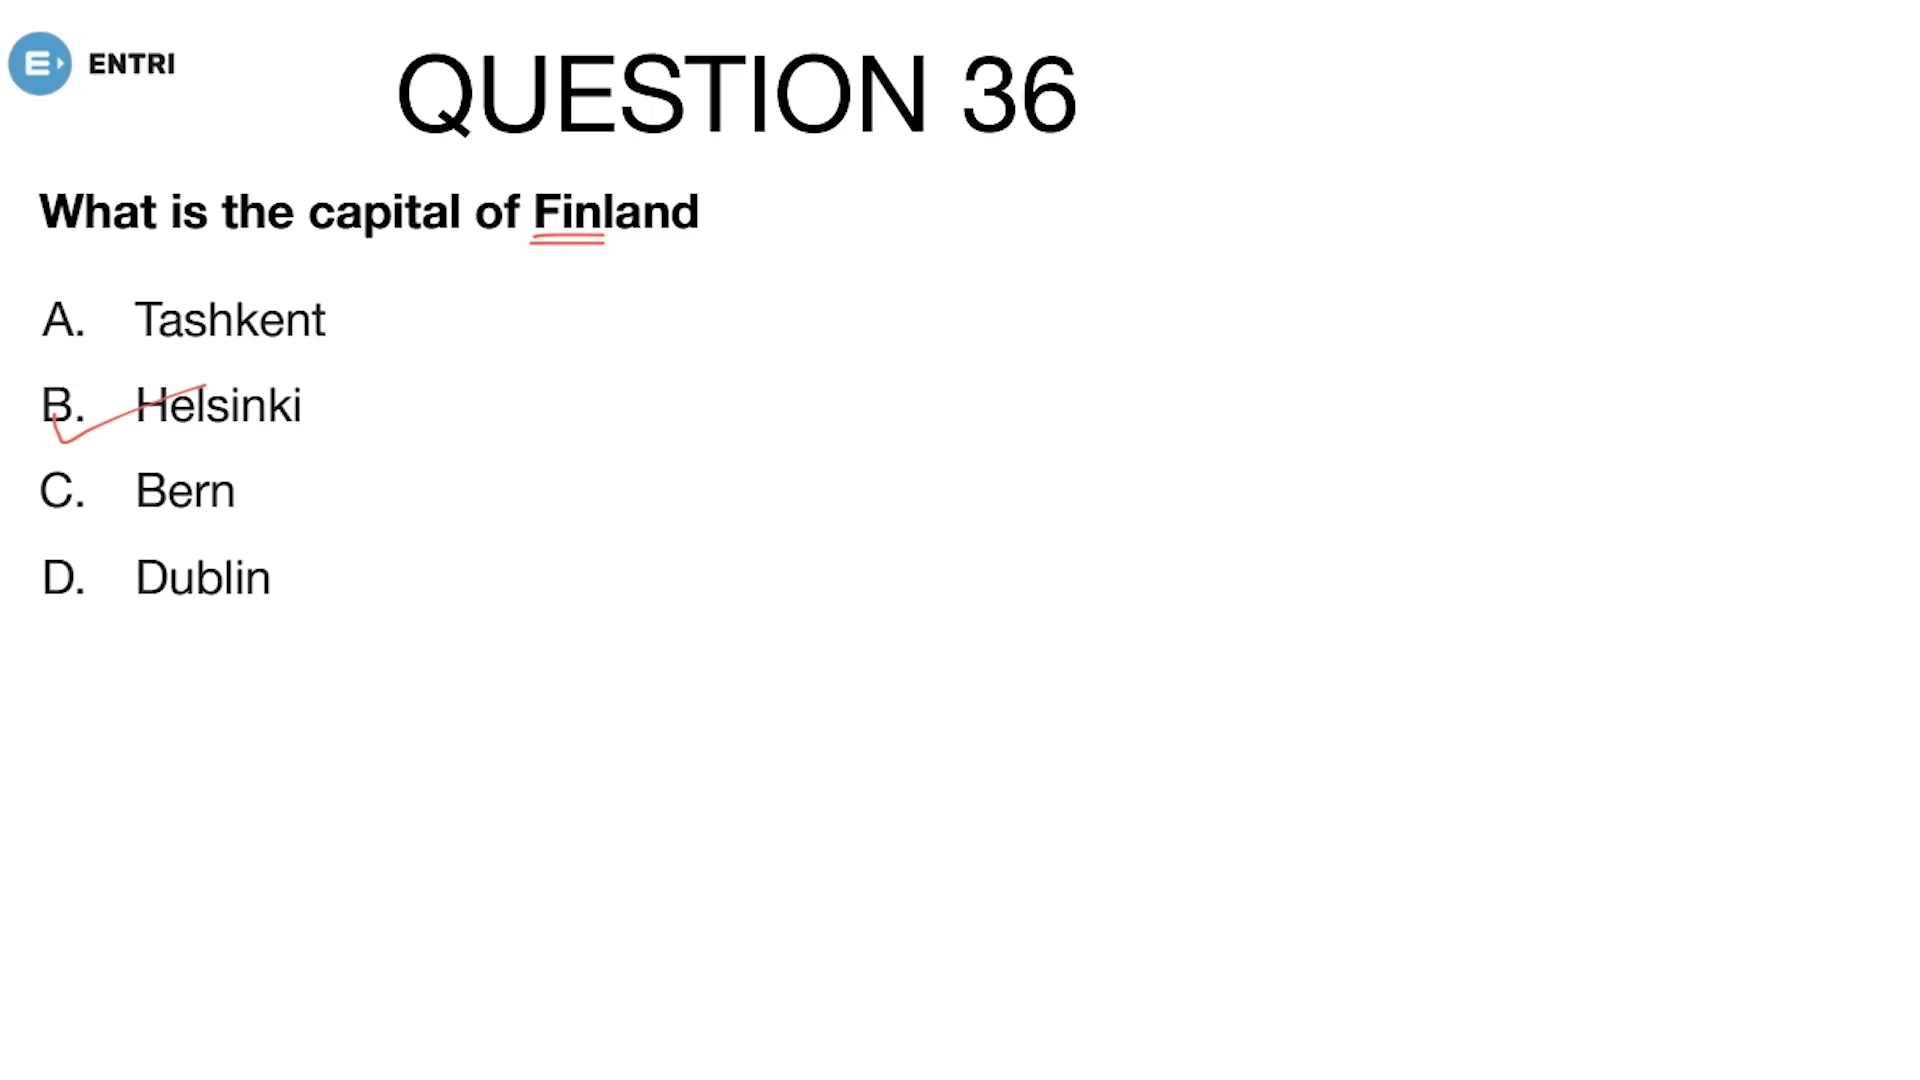 ENTRI
QUESTION 36
What is the capital of Finland
A. Tashkent
B. Helsinki
C. Bern
D. Dublin